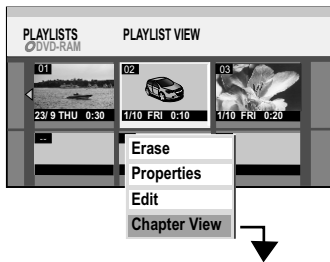 PLAYLISTS PLAYLIST VIEW
DVD-RAM
01 02 03
23/ 9 THU 0:30 1/10 FRI 0:10 1/10 FRI 0:20
-- --
Erase
Properties
Edit
Chapter View